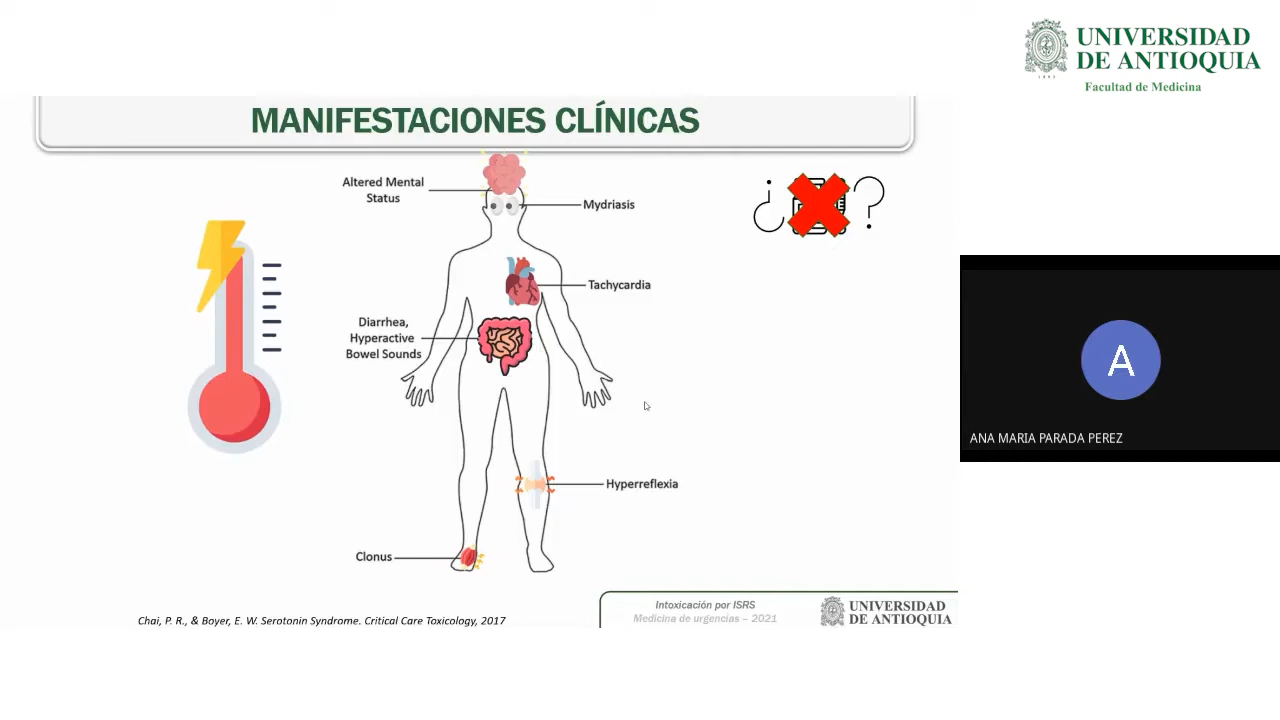 UNIVERSIDAD
DE ANTIOQUIA
1803
Facultad de Medicina
MANIFESTACIONES CLÍNICAS
Altered Mental
Status
Mydriasis
¿ ?
Tachycardia
Diarrhea,
Hyperactive
Bowel Sounds
Hyperreflexia
Clonus
A
ANA MARIA PARADA PEREZ
Chai, P. R., & Boyer, E. W. Serotonin Syndrome. Critical Care Toxicology, 2017
Intoxicación por ISRS
Medicina de urgencias – 2021
UNIVERSIDAD
DE ANTIOQUIA